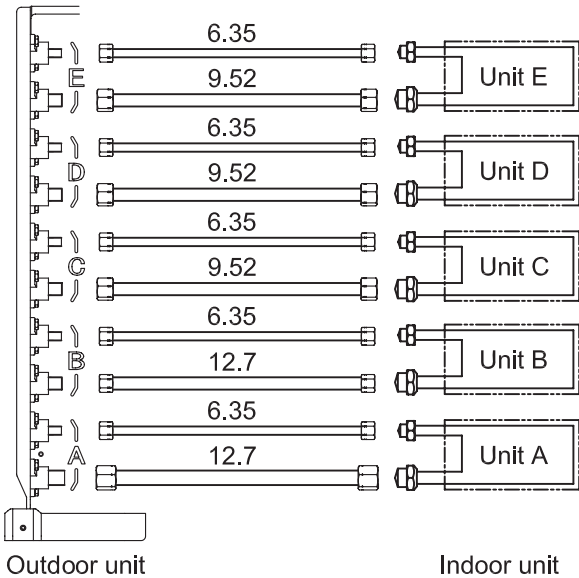 6.35
E
9.52
Unit E
6.35
D
9.52
Unit D
6.35
C
9.52
Unit C
6.35
B
12.7
Unit B
6.35
A
12.7
Unit A
Outdoor unit
Indoor unit